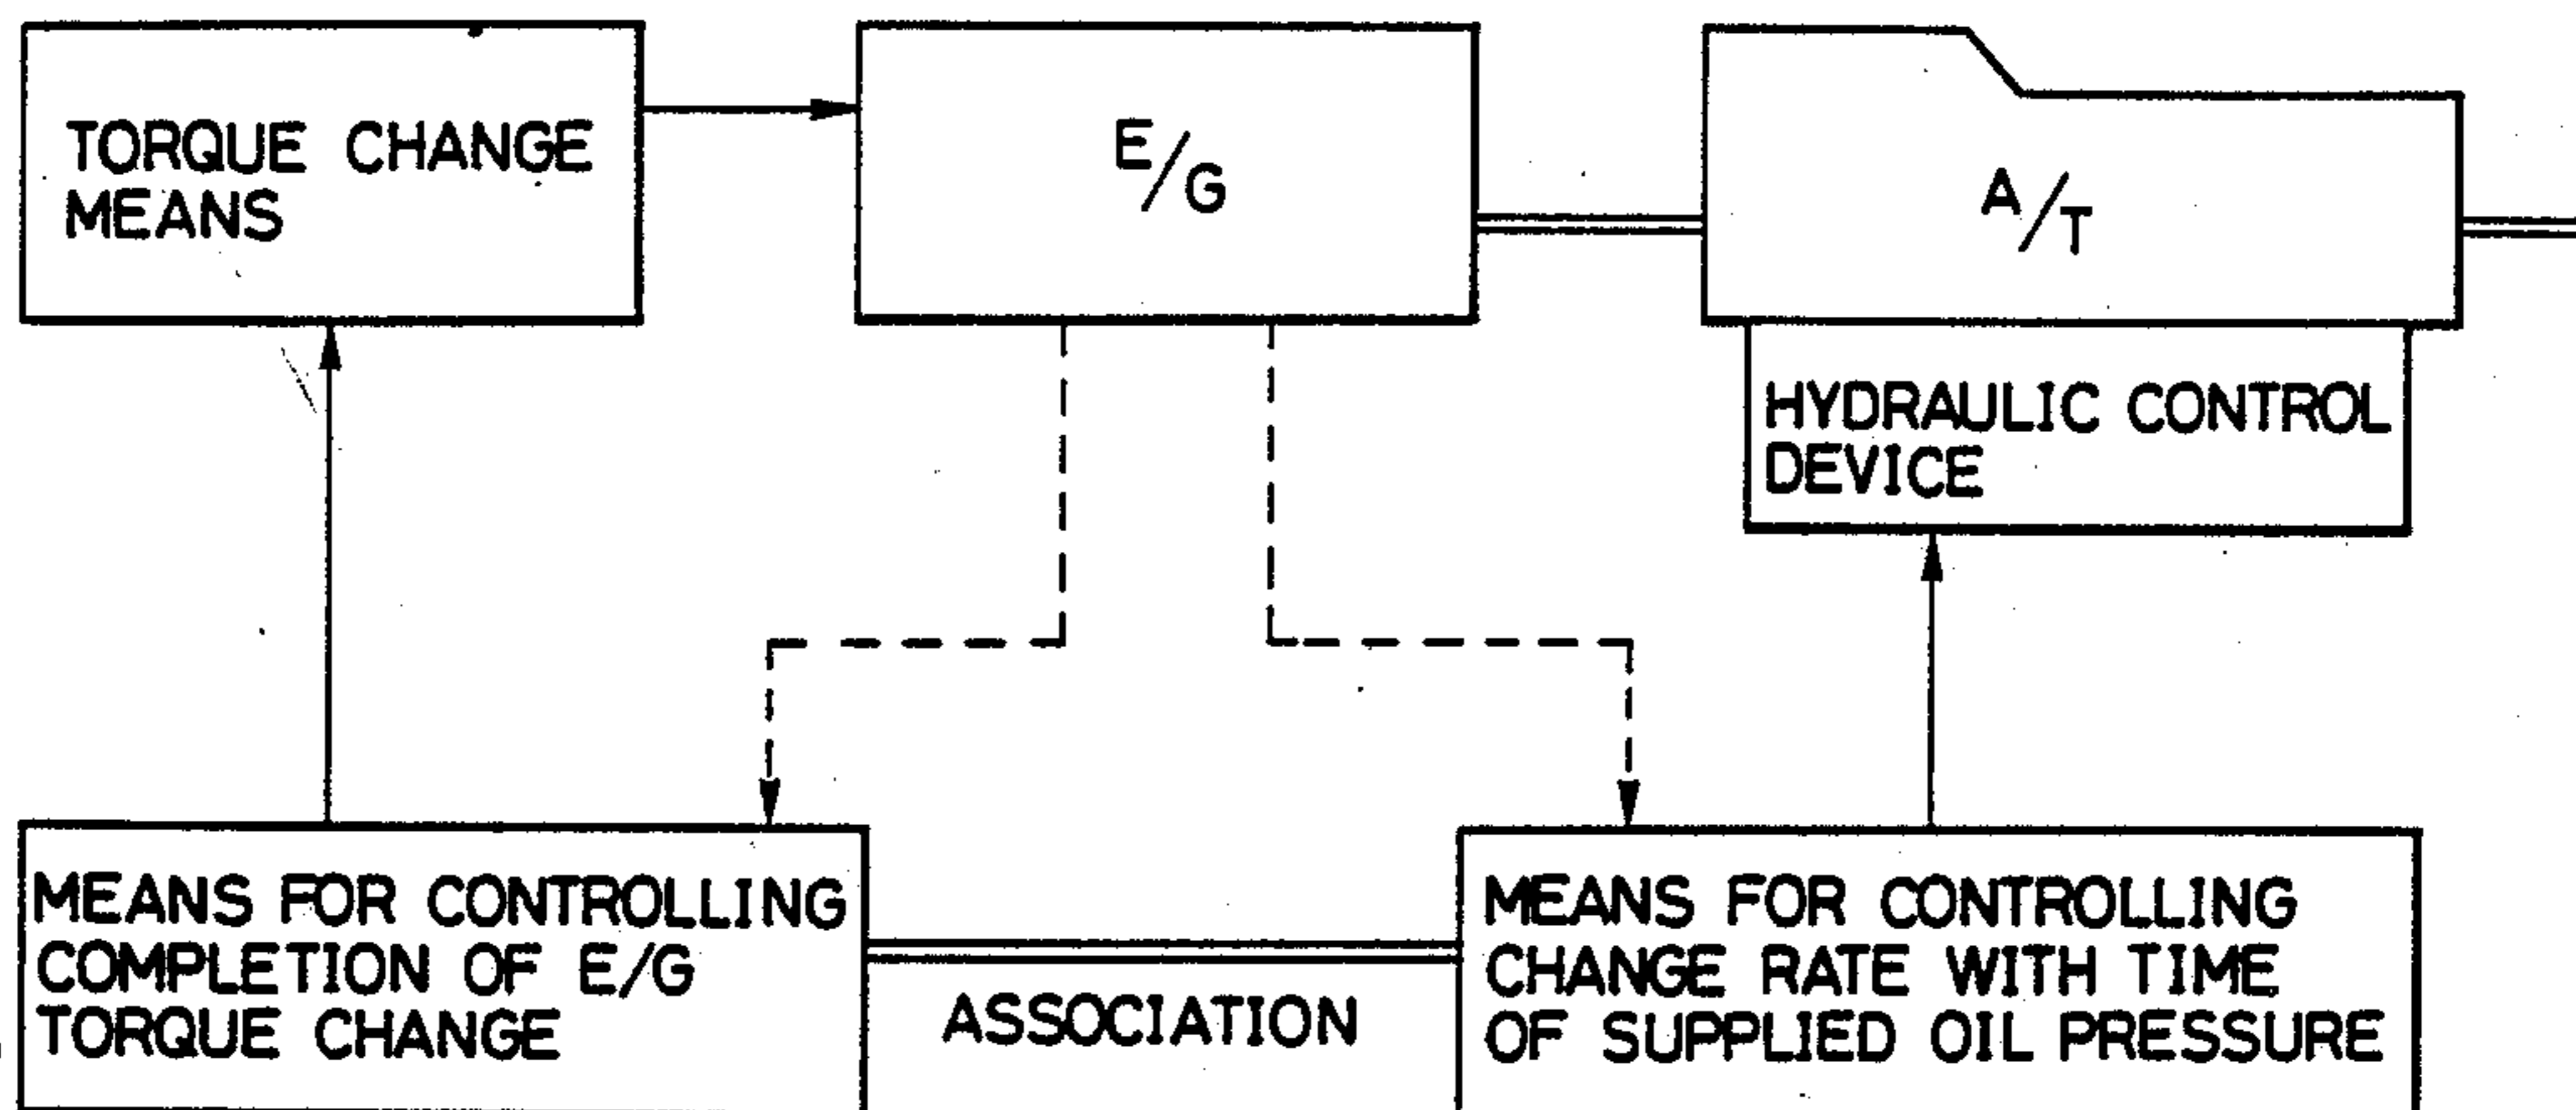 TORQUE CHANGE
MEANS
E/G
A/T
HYDRAULIC CONTROL
DEVICE
MEANS FOR CONTROLLING
COMPLETION OF E/G
TORQUE CHANGE
ASSOCIATION
MEANS FOR CONTROLLING
CHANGE RATE WITH TIME
OF SUPPLIED OIL PRESSURE